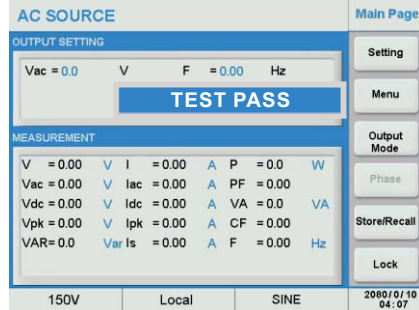 AC SOURCE
Main Page
OUTPUT SETTING
Vac = 0.0 V F = 0.00 Hz
TEST PASS
MEASUREMENT
V = 0.00 V I = 0.00 A P = 0.0 W
Vac = 0.00 V Iac = 0.00 A PF = 0.00
Vdc = 0.00 V Idc = 0.00 A VA = 0.0 VA
Vpk = 0.00 V Ipk = 0.00 A CF = 0.00
VAR= 0.0 Var Is = 0.00 A F = 0.00 Hz
Setting
Menu
Output
Mode
Phase
Store/Recall
Lock
150V Local SINE
2080/0/10
04:07